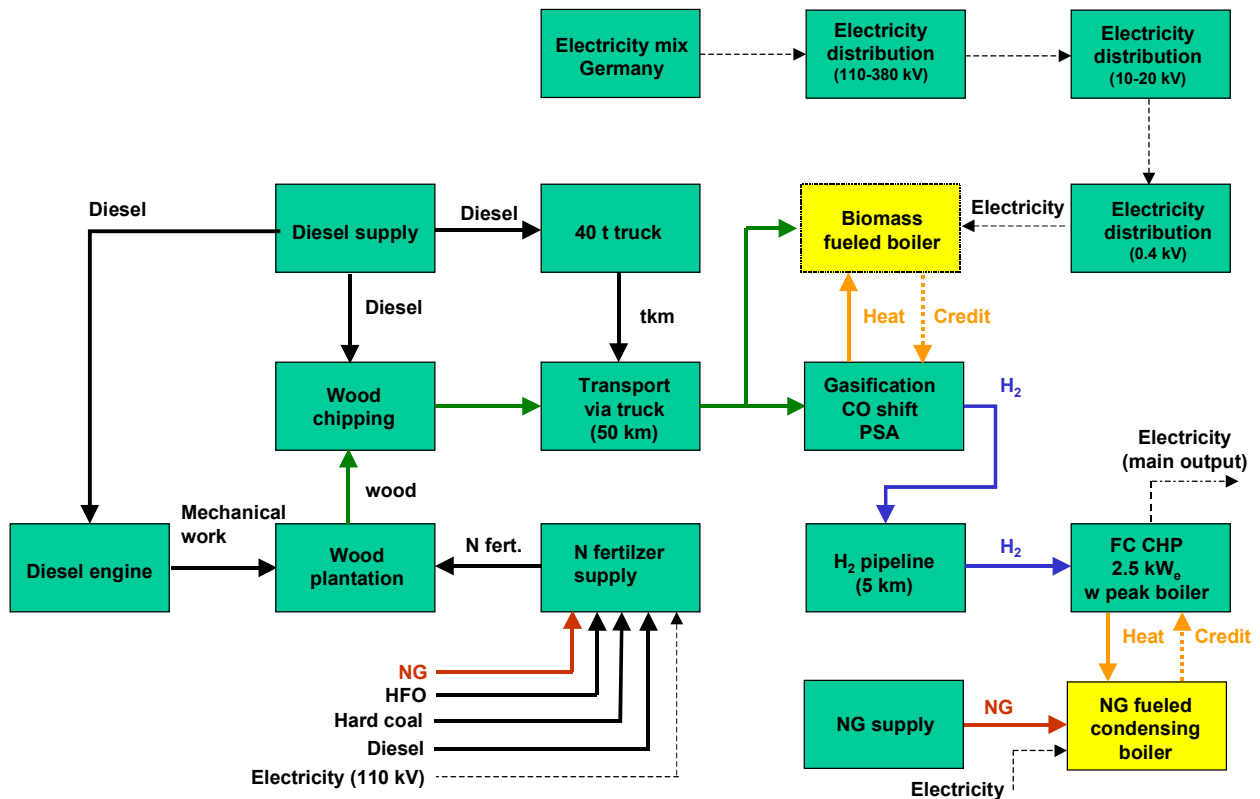 Electricity mix
Germany
Electricity
distribution
(110-380 kV)
Electricity
distribution
(10-20 kV)
Diesel
Diesel supply
Diesel
40 t truck
Biomass
fueled boiler
Electricity
Electricity
distribution
(0.4 kV)
Diesel
tkm
Heat
Credit
Wood
chipping
Transport
via truck
(50 km)
Gasification
CO shift
PSA
H2
Electricity
(main output)
wood
Mechanical
work
Diesel engine
Wood
plantation
N fert.
N fertilzer
supply
H2 pipeline
(5 km)
H2
FC CHP
2.5 kWe
w peak boiler
Heat
Credit
NG
HFO
Hard coal
Diesel
Electricity (110 kV)
NG supply
NG
NG fueled
condensing
boiler
Electricity